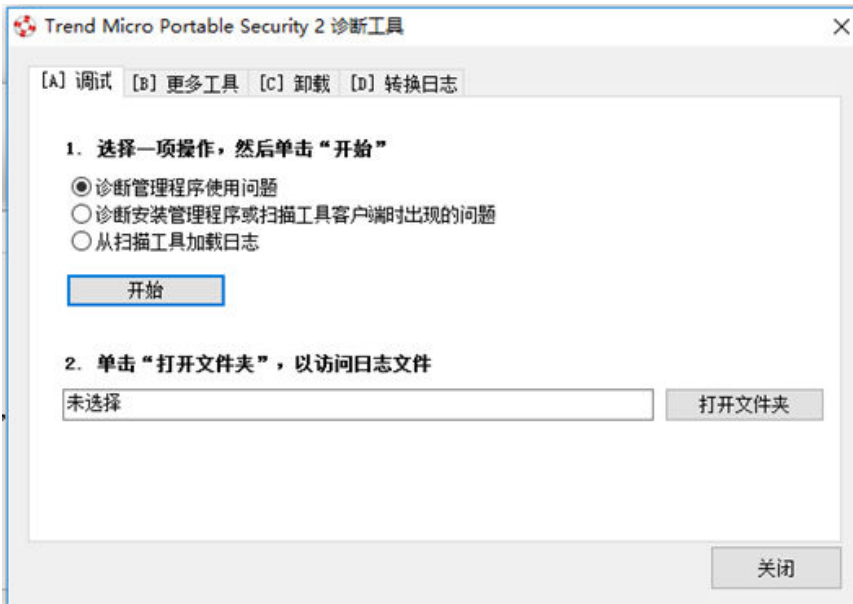 Trend Micro Portable Security 2 诊断工具
[A] 调试 [B] 更多工具 [C] 卸载 [D] 转换日志
1. 选择一项操作，然后单击“开始”
诊断管理程序使用问题
诊断安装管理程序或扫描工具客户端时出现的问题
从扫描工具加载日志
开始
2. 单击“打开文件夹”，以访问日志文件
未选择 打开文件夹
关闭